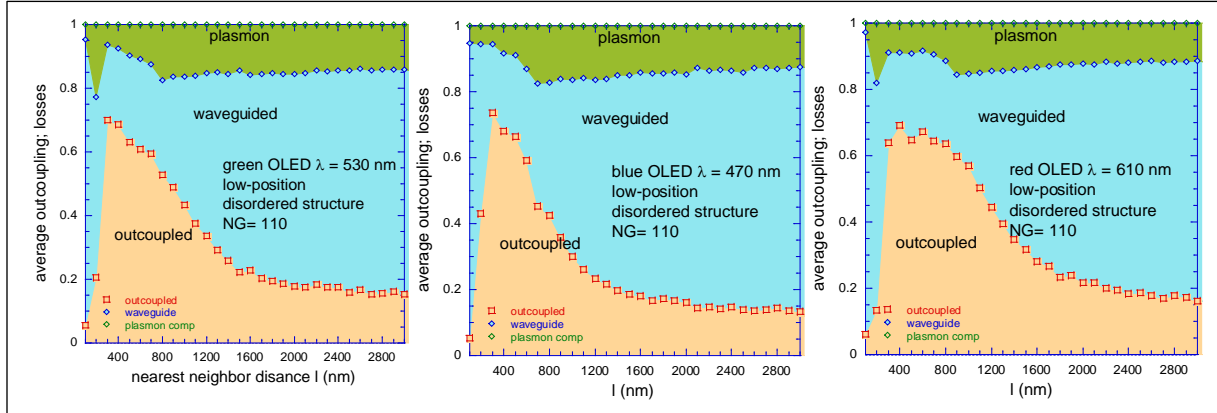 average outcoupling; losses
1
0.8
0.6
0.4
0.2
0
plasmon
waveguided
green OLED λ = 530 nm
low-position
disordered structure
NG= 110
outcoupled
outcoupled
waveguide
plasmon comp
400 800 1200 1600 2000 2400 2800
nearest neighbor disance l (nm)
average outcoupling; losses
1
0.8
0.6
0.4
0.2
0
plasmon
waveguided
blue OLED λ = 470 nm
low-position
disordered structure
NG= 110
outcoupled
outcoupled
waveguide
plasmon comp
400 800 1200 1600 2000 2400 2800
l (nm)
average outcoupling; losses
1
0.8
0.6
0.4
0.2
0
plasmon
waveguided
red OLED λ = 610 nm
low-position
disordered structure
NG= 110
outcoupled
outcoupled
waveguide
plasmon comp
400 800 1200 1600 2000 2400 2800
l (nm)